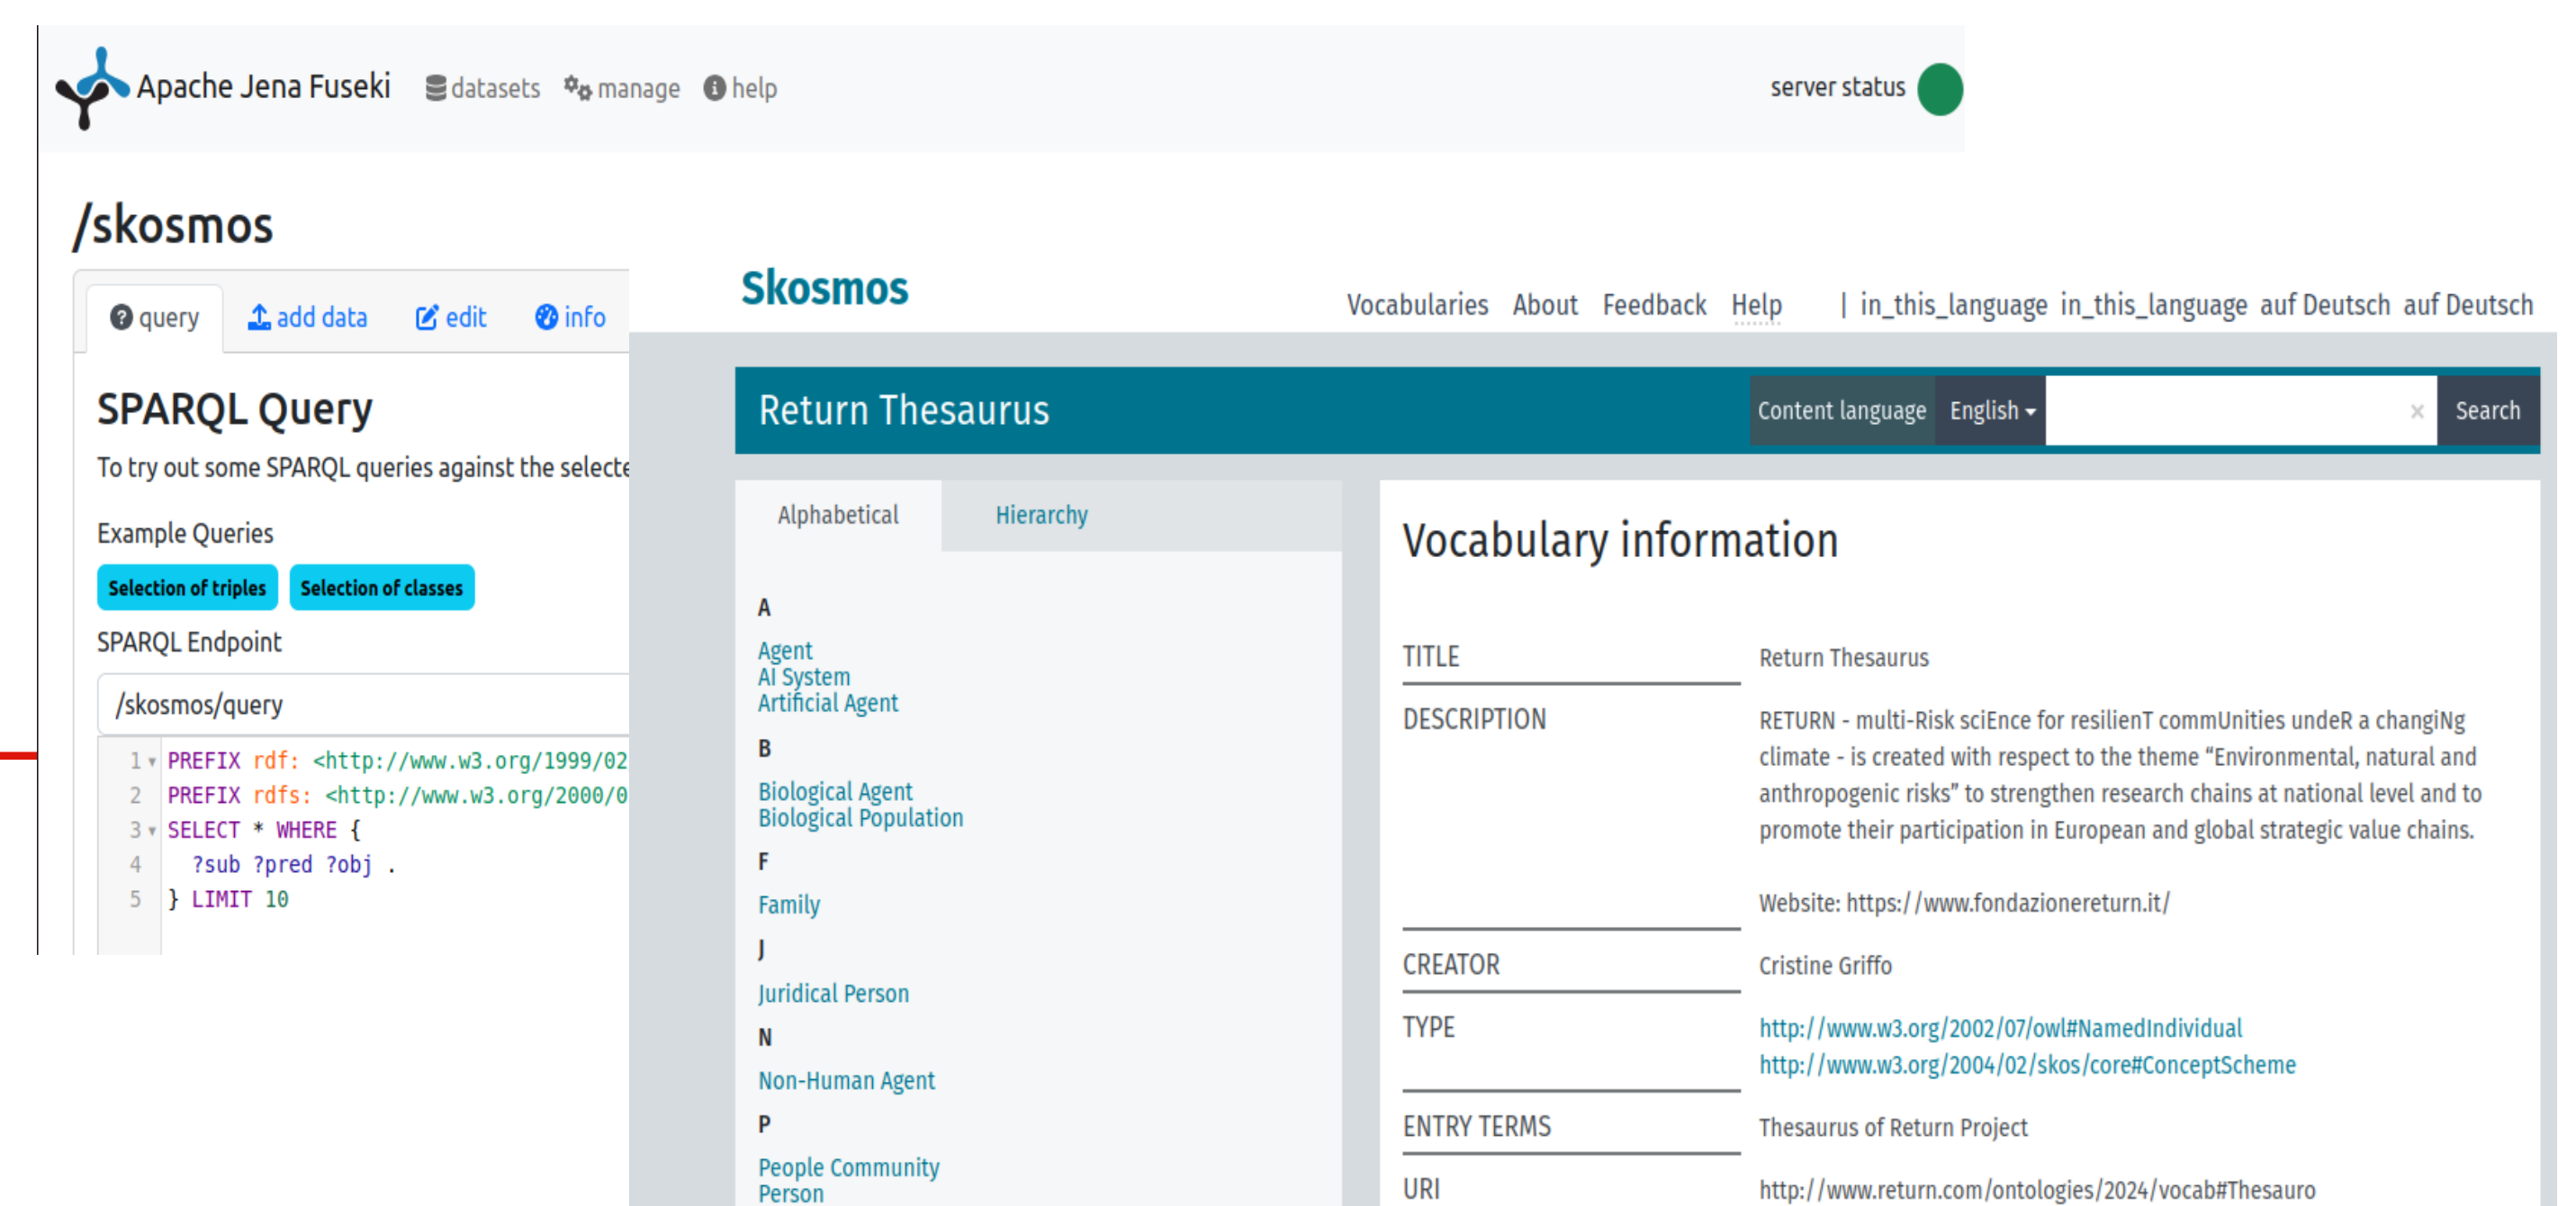 Apache Jena Fuseki datasets manage help server status
/skosmos
query add data edit info
SPARQL Query
To try out some SPARQL queries against the selecte
Example Queries
Selection of triples Selection of classes
SPARQL Endpoint
/skosmos/query
1 PREFIX rdf: <http://www.w3.org/1999/02
2 PREFIX rdfs: <http://www.w3.org/2000/0
3 SELECT * WHERE {
4 ?sub ?pred ?obj .
5 } LIMIT 10
Skosmos
Vocabularies About Feedback Help | in_this_language in_this_language auf Deutsch auf Deutsch
Return Thesaurus
Content language English × Search
Alphabetical Hierarchy
A
Agent
AI System
Artificial Agent
B
Biological Agent
Biological Population
F
Family
J
Juridical Person
N
Non-Human Agent
P
People Community
Person
Vocabulary information
TITLE Return Thesaurus
DESCRIPTION RETURN - multi-Risk sciEnce for resilienT commUnities undeR a changiNg
climate - is created with respect to the theme “Environmental, natural and
anthropogenic risks” to strengthen research chains at national level and to
promote their participation in European and global strategic value chains.
Website: https://www.fondazionereturn.it/
CREATOR Cristine Griffo
TYPE http://www.w3.org/2002/07/owl#NamedIndividual
http://www.w3.org/2004/02/skos/core#ConceptScheme
ENTRY TERMS Thesaurus of Return Project
URI http://www.return.com/ontologies/2024/vocab#Thesauro